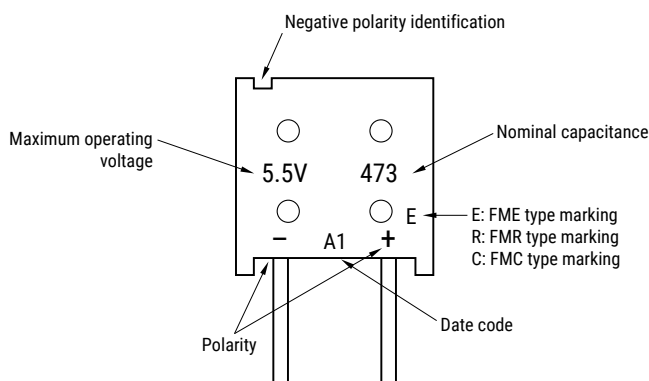 Negative polarity identification
Maximum operating
voltage
Nominal capacitance
5.5V
473
E
E: FME type marking
R: FMR type marking
C: FMC type marking
−
A1
+
Date code
Polarity